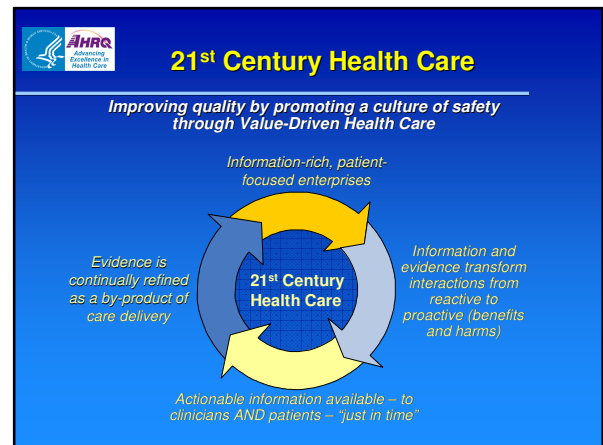 AHRQ
Advancing
Excellence in
Health Care
21st Century Health Care
Improving quality by promoting a culture of safety
through Value-Driven Health Care
Information-rich, patient-
focused enterprises
Information and
evidence transform
interactions from
reactive to
proactive (benefits
and harms)
Evidence is
continually refined
as a by-product of
care delivery
21st Century
Health Care
Actionable information available – to
clinicians AND patients – “just in time”